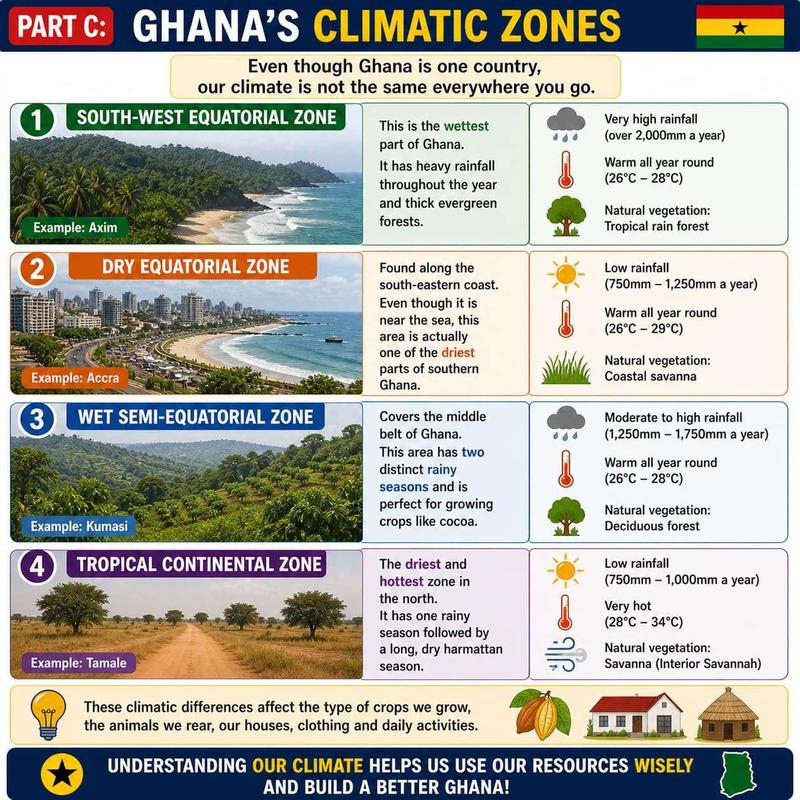 PART C: GHANA'S CLIMATIC ZONES
Even though Ghana is one country,
our climate is not the same everywhere you go.
1 SOUTH-WEST EQUATORIAL ZONE
Example: Axim
This is the wettest
part of Ghana.
It has heavy rainfall
throughout the year
and thick evergreen
forests.
Very high rainfall
(over 2,000mm a year)
Warm all year round
(26°C – 28°C)
Natural vegetation:
Tropical rain forest
2 DRY EQUATORIAL ZONE
Example: Accra
Found along the
south-eastern coast.
Even though it is
near the sea, this
area is actually
one of the driest
parts of southern
Ghana.
Low rainfall
(750mm – 1,250mm a year)
Warm all year round
(26°C – 29°C)
Natural vegetation:
Coastal savanna
3 WET SEMI-EQUATORIAL ZONE
Example: Kumasi
Covers the middle
belt of Ghana.
This area has two
distinct rainy
seasons and is
perfect for growing
crops like cocoa.
Moderate to high rainfall
(1,250mm – 1,750mm a year)
Warm all year round
(26°C – 28°C)
Natural vegetation:
Deciduous forest
4 TROPICAL CONTINENTAL ZONE
Example: Tamale
The driest and
hottest zone in
the north.
It has one rainy
season followed by
a long, dry harmattan
season.
Low rainfall
(750mm – 1,000mm a year)
Very hot
(28°C – 34°C)
Natural vegetation:
Savanna (Interior Savannah)
These climatic differences affect the type of crops we grow,
the animals we rear, our houses, clothing and daily activities.
UNDERSTANDING OUR CLIMATE HELPS US USE OUR RESOURCES WISELY
AND BUILD A BETTER GHANA!